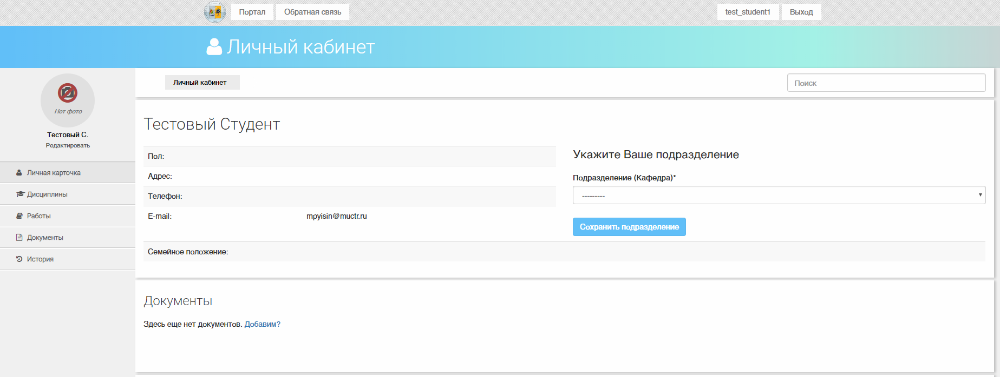 Портал
Обратная связь
test_student1
Выход
Личный кабинет
Нет фото
Тестовый С.
Редактировать
Личная карточка
Дисциплины
Работы
Документы
История
Личный кабинет
Поиск
Тестовый Студент
Пол:
Адрес:
Телефон:
E-mail: mpyisin@muctr.ru
Укажите Ваше подразделение
Подразделение (Кафедра)*
---------
Сохранить подразделение
Семейное положение:
Документы
Здесь еще нет документов. Добавим?